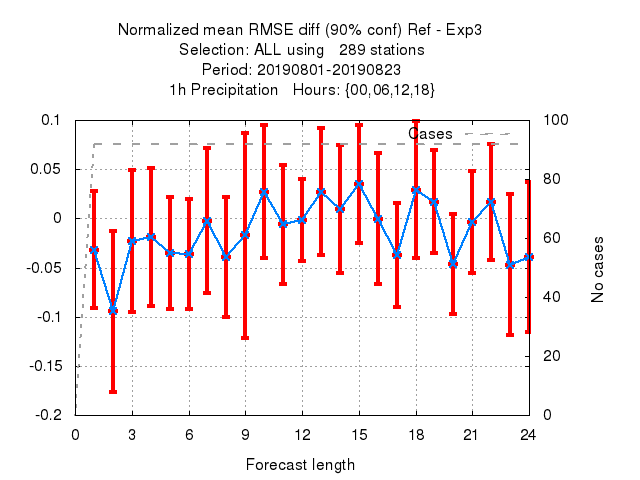 Normalized mean RMSE diff (90% conf) Ref - Exp3
Selection: ALL using   289 stations
Period: 20190801-20190823
1h Precipitation   Hours: {00,06,12,18}
Cases
0.1
0.05
0
-0.05
-0.1
-0.15
-0.2
100
80
60
40
20
0
No cases
0 3 6 9 12 15 18 21 24
Forecast length